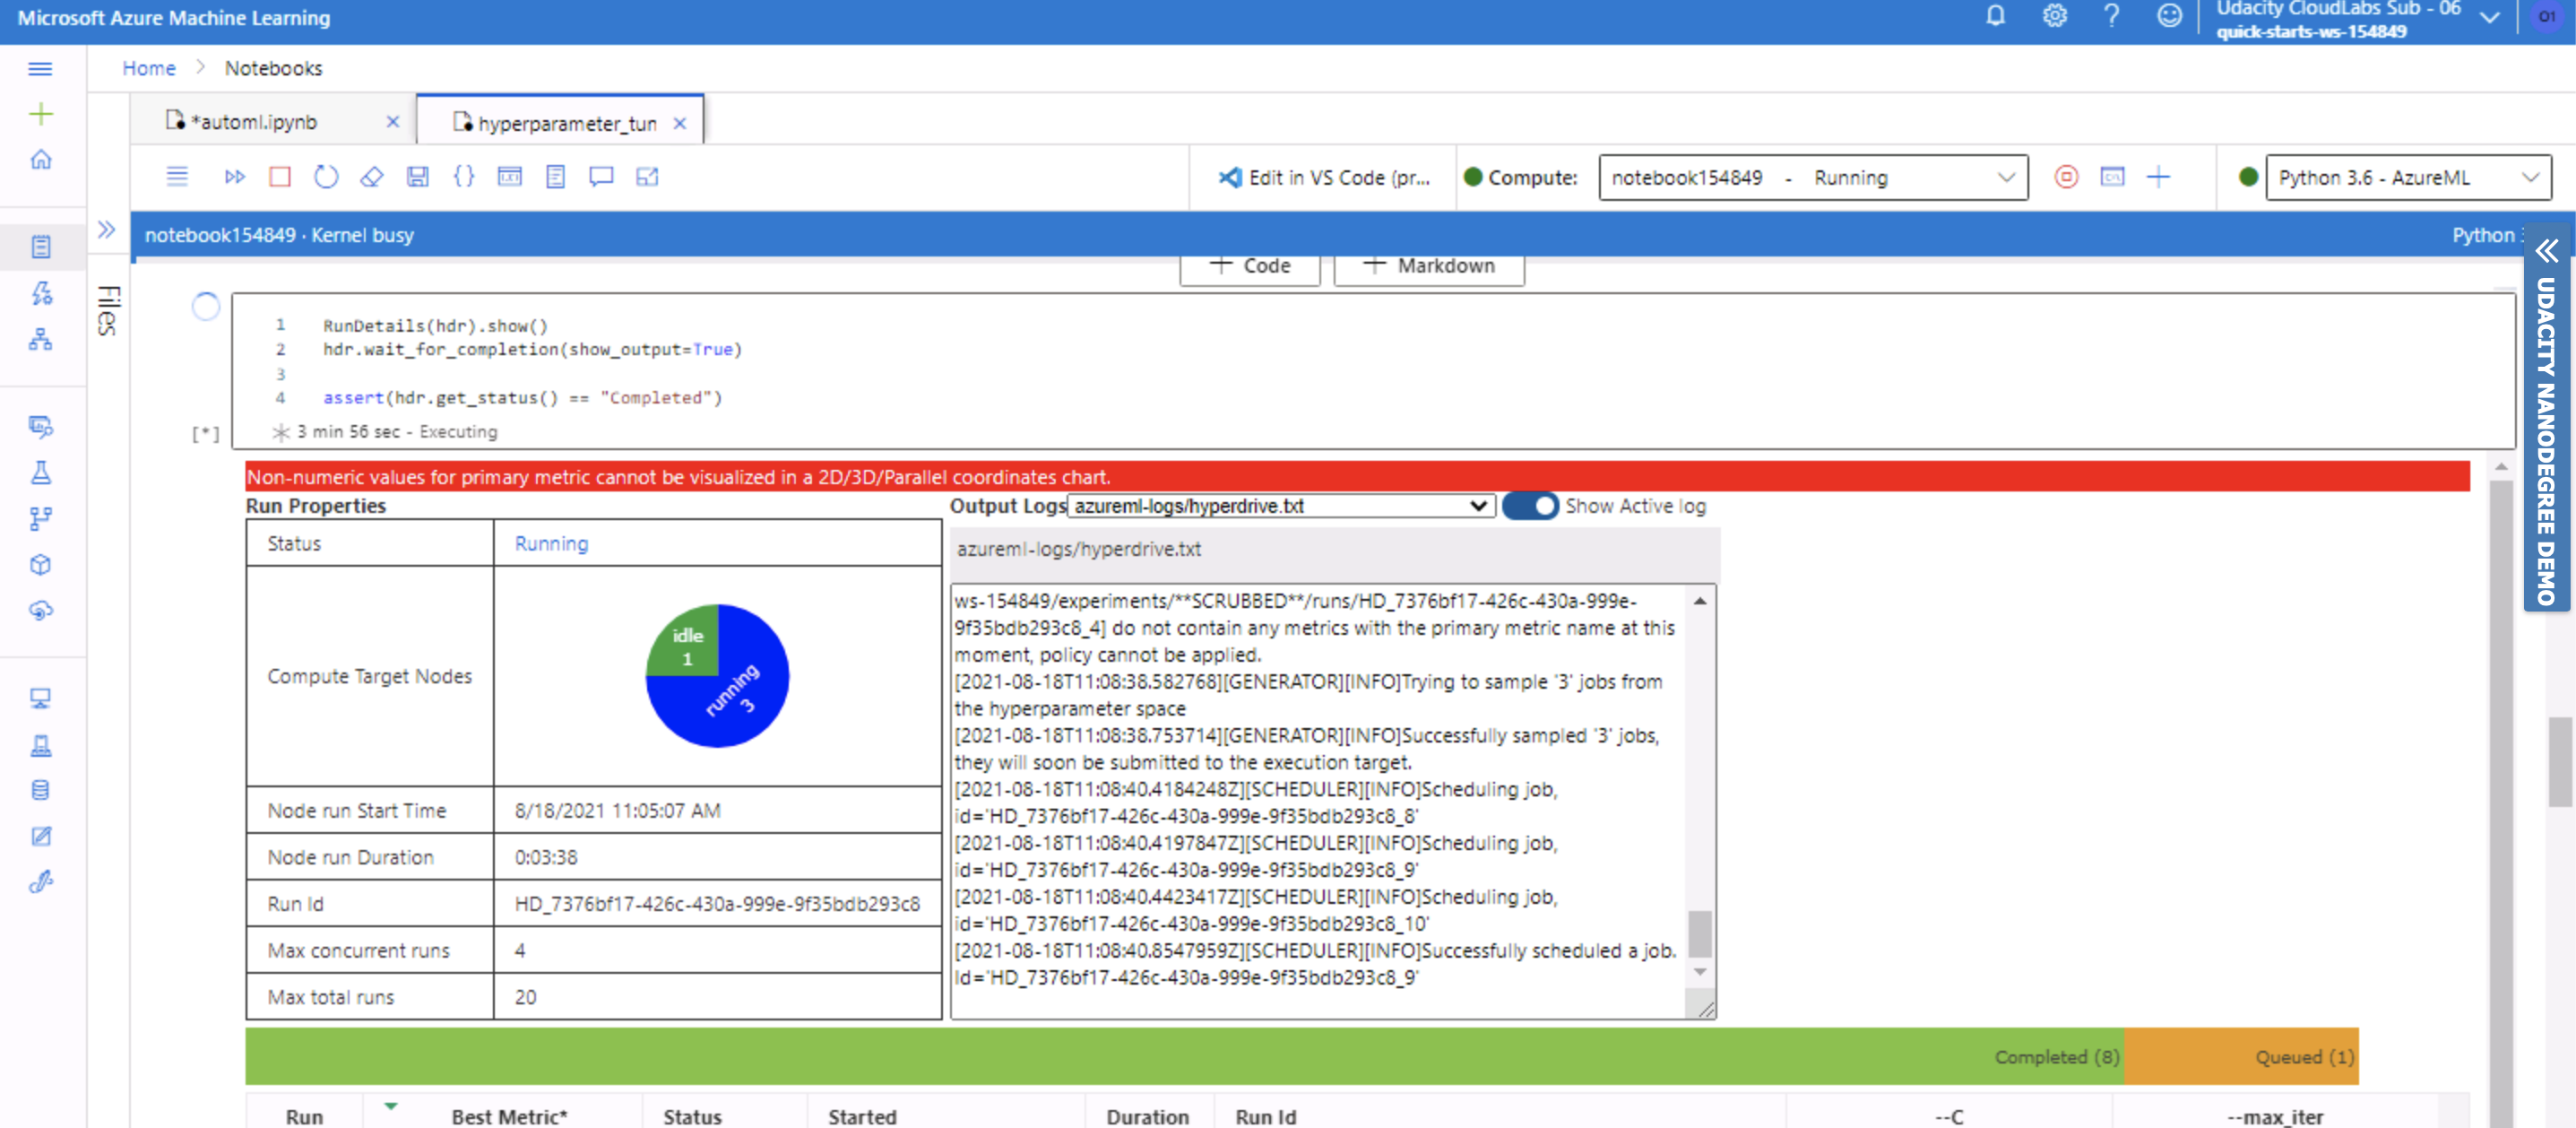 Microsoft Azure Machine Learning
Udacity CloudLabs Sub - 06
quick-starts-ws-154849
O1
Home > Notebooks
*automl.ipynb
hyperparameter_tun
Edit in VS Code (pr...
Compute:
notebook154849 - Running
Python 3.6 - AzureML
notebook154849 · Kernel busy
Python 3
+ Code
+ Markdown
Files
UDACITY NANODEGREE DEMO
1 RunDetails(hdr).show()
2 hdr.wait_for_completion(show_output=True)
3
4 assert(hdr.get_status() == "Completed")
[*]
3 min 56 sec - Executing
Non-numeric values for primary metric cannot be visualized in a 2D/3D/Parallel coordinates chart.
Run Properties
Status Running
Compute Target Nodes
idle
1
running
3
Node run Start Time 8/18/2021 11:05:07 AM
Node run Duration 0:03:38
Run Id HD_7376bf17-426c-430a-999e-9f35bdb293c8
Max concurrent runs 4
Max total runs 20
Output Logs azureml-logs/hyperdrive.txt Show Active log
azureml-logs/hyperdrive.txt
ws-154849/experiments/**SCRUBBED**/runs/HD_7376bf17-426c-430a-999e-
9f35bdb293c8_4] do not contain any metrics with the primary metric name at this
moment, policy cannot be applied.
[2021-08-18T11:08:38.582768][GENERATOR][INFO]Trying to sample '3' jobs from
the hyperparameter space
[2021-08-18T11:08:38.753714][GENERATOR][INFO]Successfully sampled '3' jobs,
they will soon be submitted to the execution target.
[2021-08-18T11:08:40.4184248Z][SCHEDULER][INFO]Scheduling job,
id='HD_7376bf17-426c-430a-999e-9f35bdb293c8_8'
[2021-08-18T11:08:40.4197847Z][SCHEDULER][INFO]Scheduling job,
id='HD_7376bf17-426c-430a-999e-9f35bdb293c8_9'
[2021-08-18T11:08:40.4423417Z][SCHEDULER][INFO]Scheduling job,
id='HD_7376bf17-426c-430a-999e-9f35bdb293c8_10'
[2021-08-18T11:08:40.8547959Z][SCHEDULER][INFO]Successfully scheduled a job.
Id='HD_7376bf17-426c-430a-999e-9f35bdb293c8_9'
Completed (8)
Queued (1)
Run Best Metric* Status Started Duration Run Id --C --max_iter